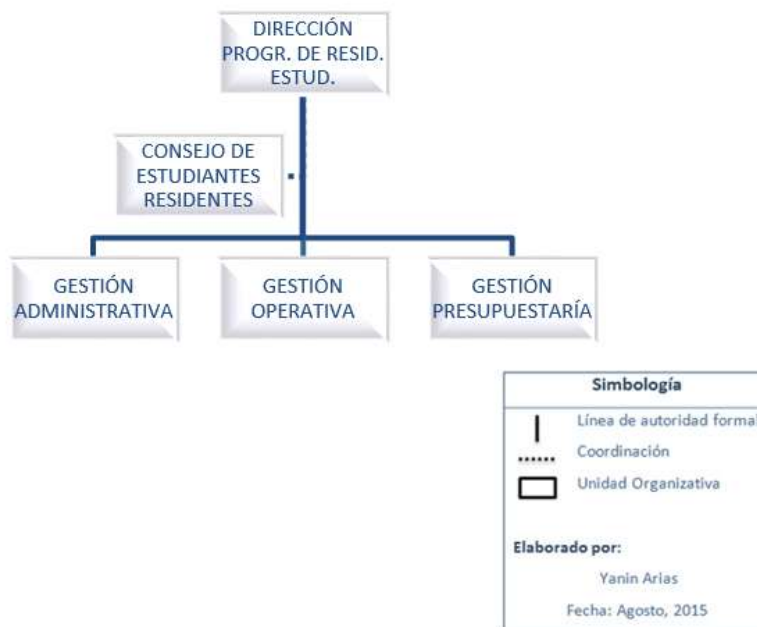 DIRECCIÓN
PROGR. DE RESID.
ESTUD.
CONSEJO DE
ESTUDIANTES
RESIDENTES
GESTIÓN
ADMINISTRATIVA
GESTIÓN
OPERATIVA
GESTIÓN
PRESUPUESTARÍA
Simbología
Línea de autoridad formal
Coordinación
Unidad Organizativa
Elaborado por:
Yanin Arias
Fecha: Agosto, 2015